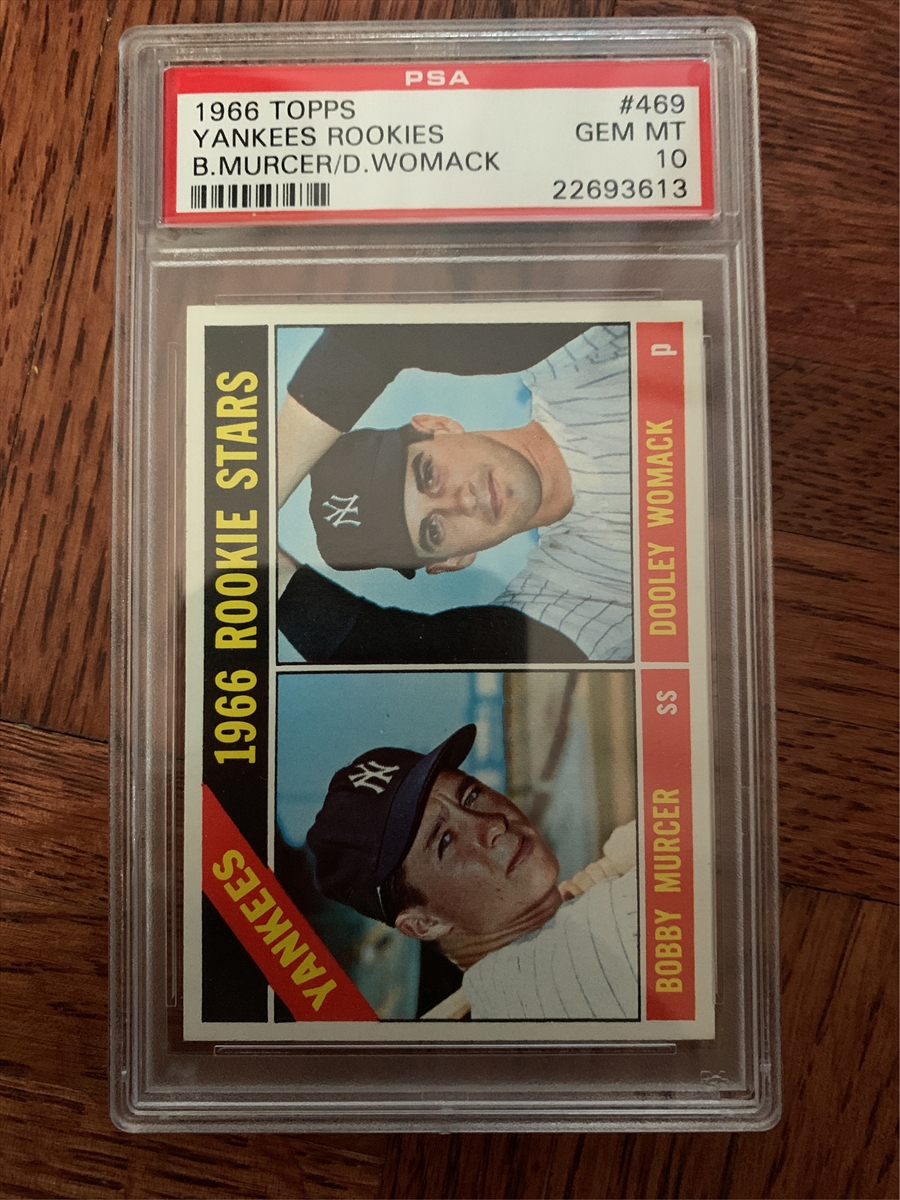 PSA
1966 TOPPS #469
YANKEES ROOKIES GEM MT
B.MURCER/D.WOMACK 10
22693613
1966 ROOKIE STARS
YANKEES
NY
NY
BOBBY MURCER ss
DOOLEY WOMACK p